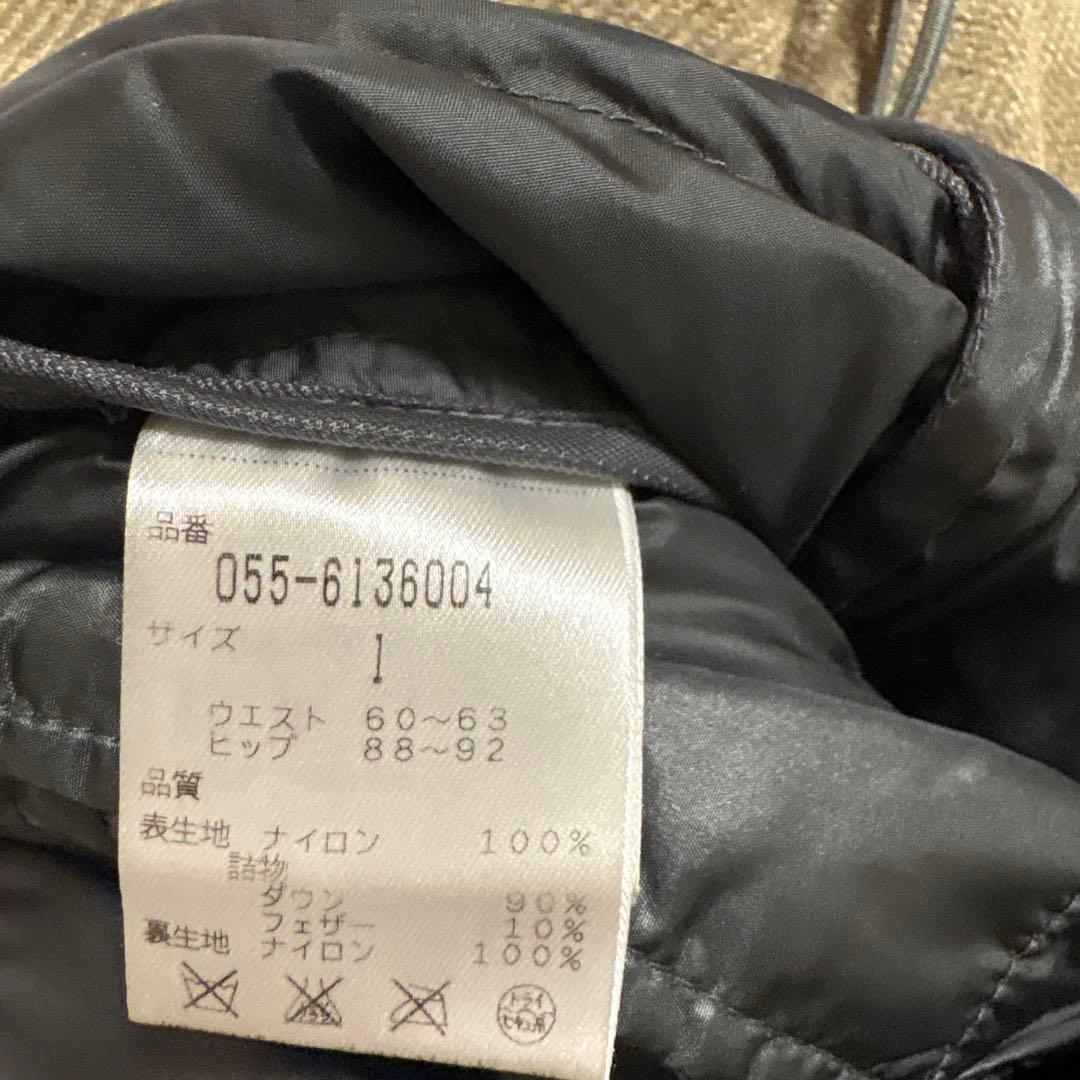 品番
055-6136004
サイズ 1
ウエスト 60～63
ヒップ 88～92
品質
表生地 ナイロン 100%
詰物
ダウン 90%
フェザー 10%
裏生地 ナイロン 100%
ドライ
セキユ系